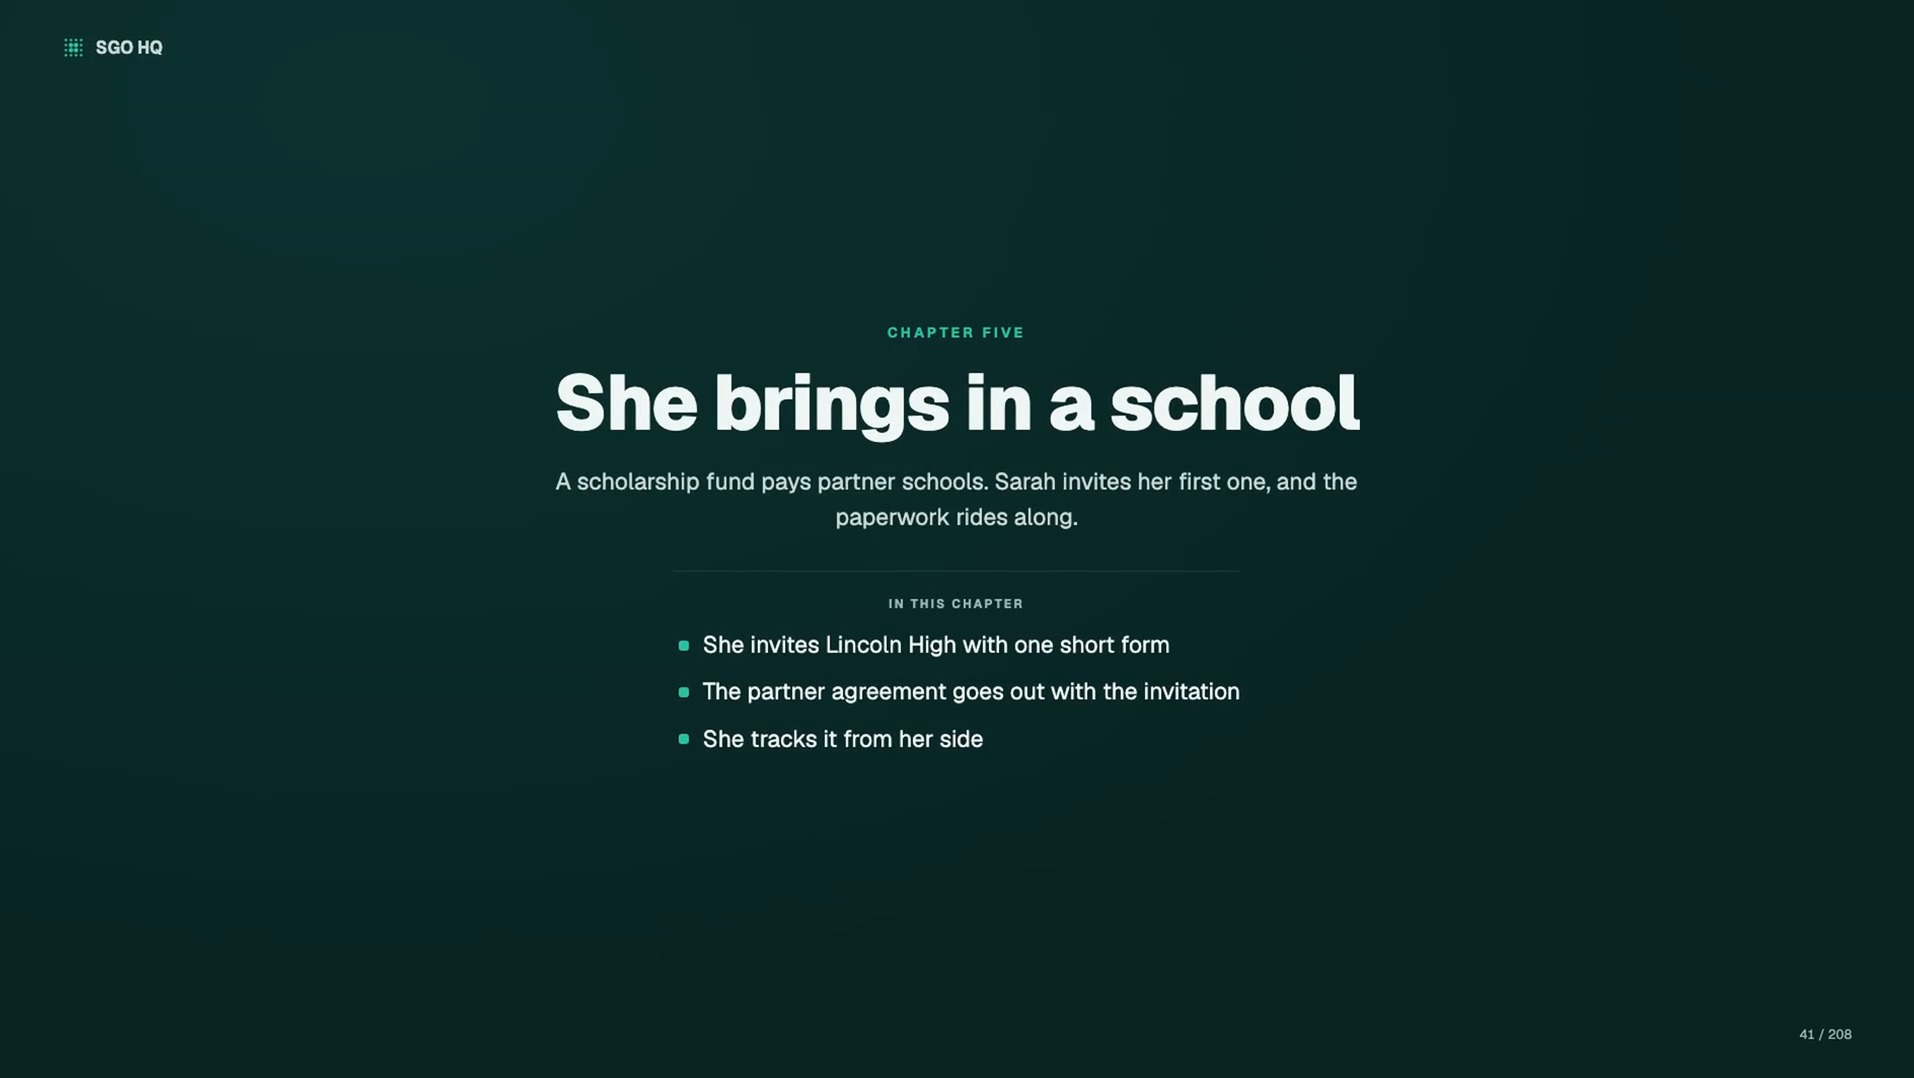 SGO HQ
CHAPTER FIVE
She brings in a school
A scholarship fund pays partner schools. Sarah invites her first one, and the
paperwork rides along.
IN THIS CHAPTER
She invites Lincoln High with one short form
The partner agreement goes out with the invitation
She tracks it from her side
41 / 208